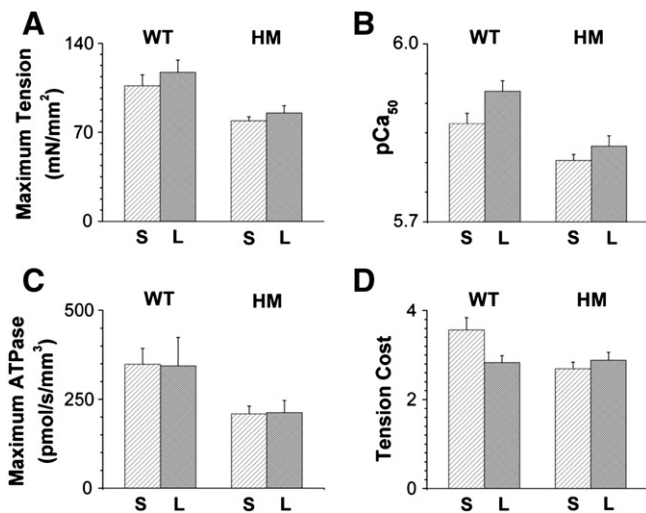 A
WT HM
Maximum Tension
(mN/mm²)
140
70
0
S L S L
B
WT HM
pCa₅₀
6.0
5.7
S L S L
C
WT HM
Maximum ATPase
(pmol/s/mm³)
500
250
0
S L S L
D
WT HM
Tension Cost
4
2
0
S L S L